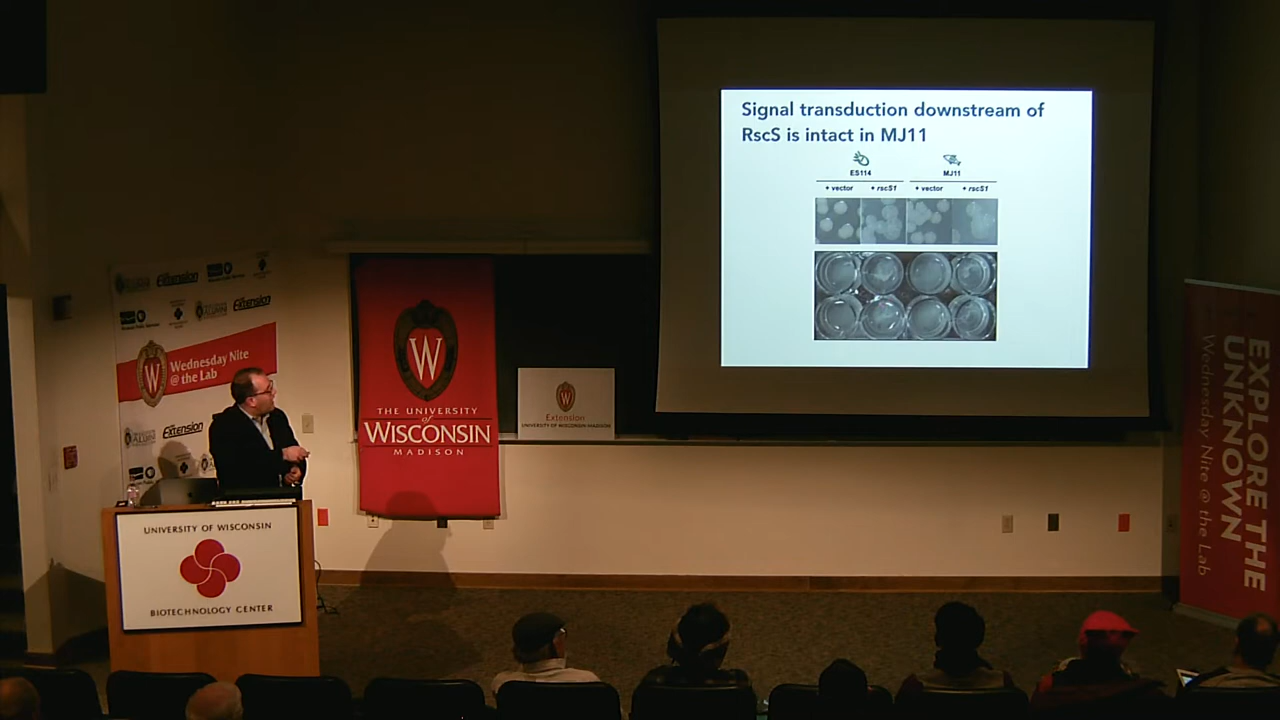 Signal transduction downstream of
RscS is intact in MJ11
ES114
MJ11
+ vector
+ rscS1
+ vector
+ rscS1
Extension
Extension
Wednesday Nite
@ the Lab
Extension
W
THE UNIVERSITY
of
WISCONSIN
MADISON
Extension
UNIVERSITY OF WISCONSIN-MADISON
UNIVERSITY OF WISCONSIN
BIOTECHNOLOGY CENTER
EXPLORE THE
UNKNOWN
Wednesday Nite @ the Lab